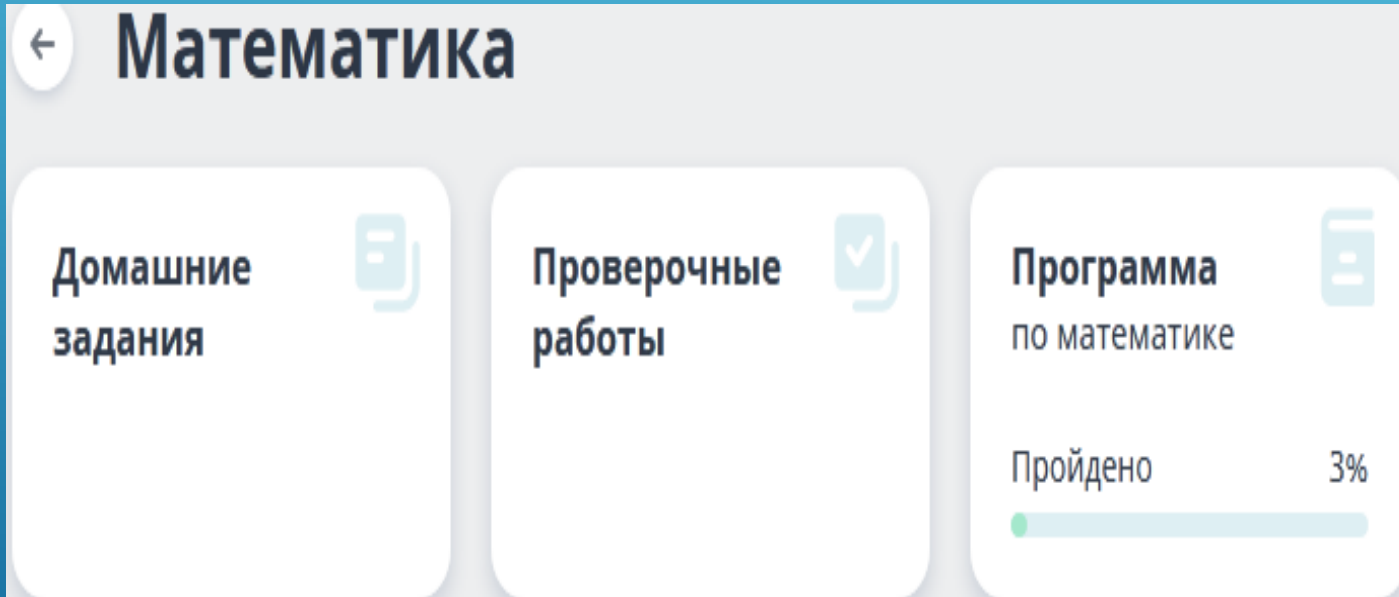 Математика
Домашние
задания
Проверочные
работы
Программа
по математике
Пройдено 3%